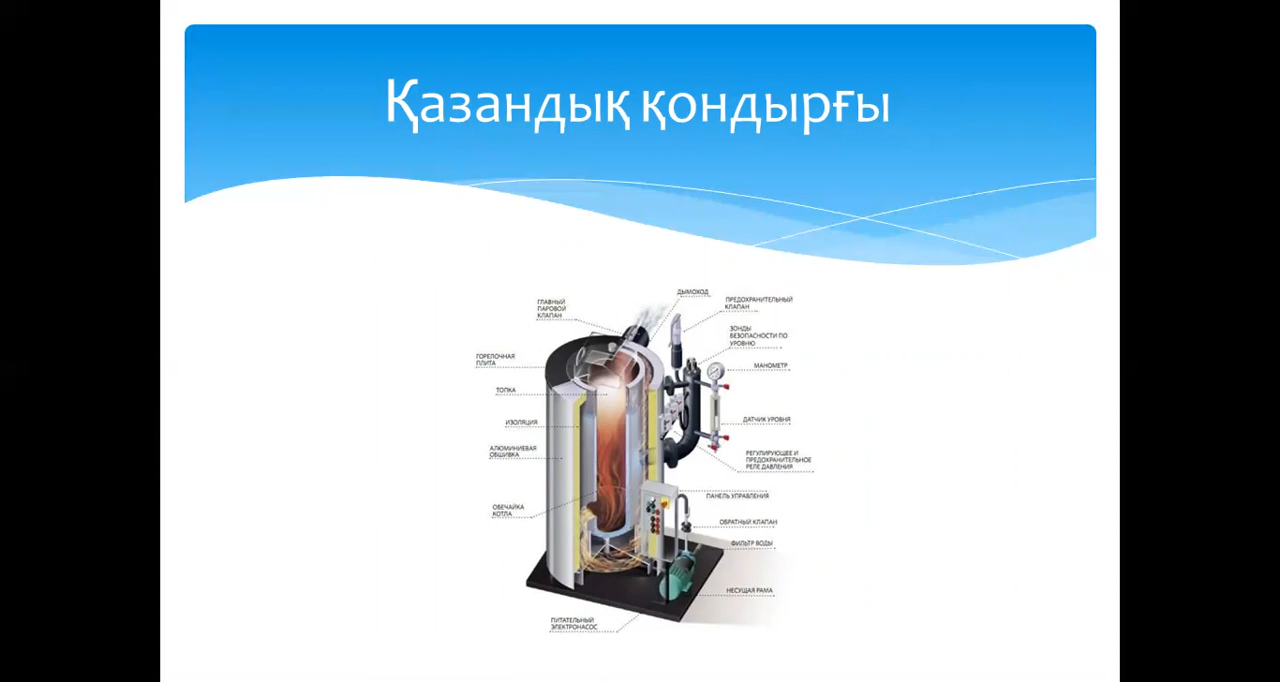 Қазандық қондырғы
ДЫМОХОД
ГЛАВНЫЙ
ПАРОВОЙ
КЛАПАН
ПРЕДОХРАНИТЕЛЬНЫЙ
КЛАПАН
ЗОНДЫ
БЕЗОПАСНОСТИ ПО
УРОВНЮ
ГОРЕЛОЧНАЯ
ПЛИТА
МАНОМЕТР
ТОПКА
ИЗОЛЯЦИЯ
ДАТЧИК УРОВНЯ
АЛЮМИНИЕВАЯ
ОБШИВКА
РЕГУЛИРУЮЩЕЕ И
ПРЕДОХРАНИТЕЛЬНОЕ
РЕЛЕ ДАВЛЕНИЯ
ПАНЕЛЬ УПРАВЛЕНИЯ
ОБЕЧАЙКА
КОТЛА
ОБРАТНЫЙ КЛАПАН
ФИЛЬТР ВОДЫ
НЕСУЩАЯ РАМА
ПИТАТЕЛЬНЫЙ
ЭЛЕКТРОНАСОС